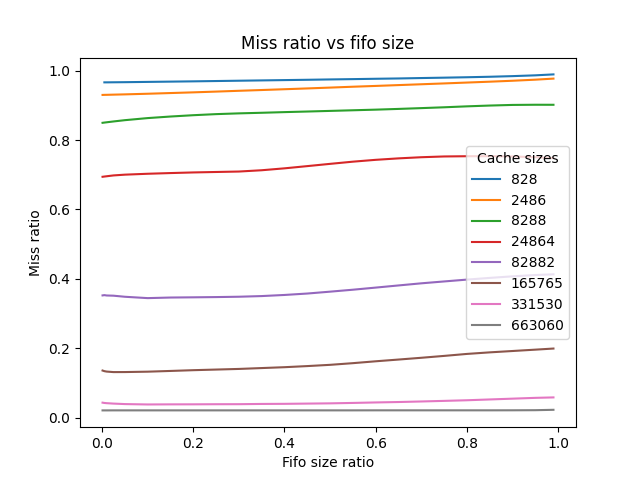 Miss ratio vs fifo size
Miss ratio
1.0
0.8
0.6
0.4
0.2
0.0
Cache sizes
828
2486
8288
24864
82882
165765
331530
663060
0.0 0.2 0.4 0.6 0.8 1.0
Fifo size ratio